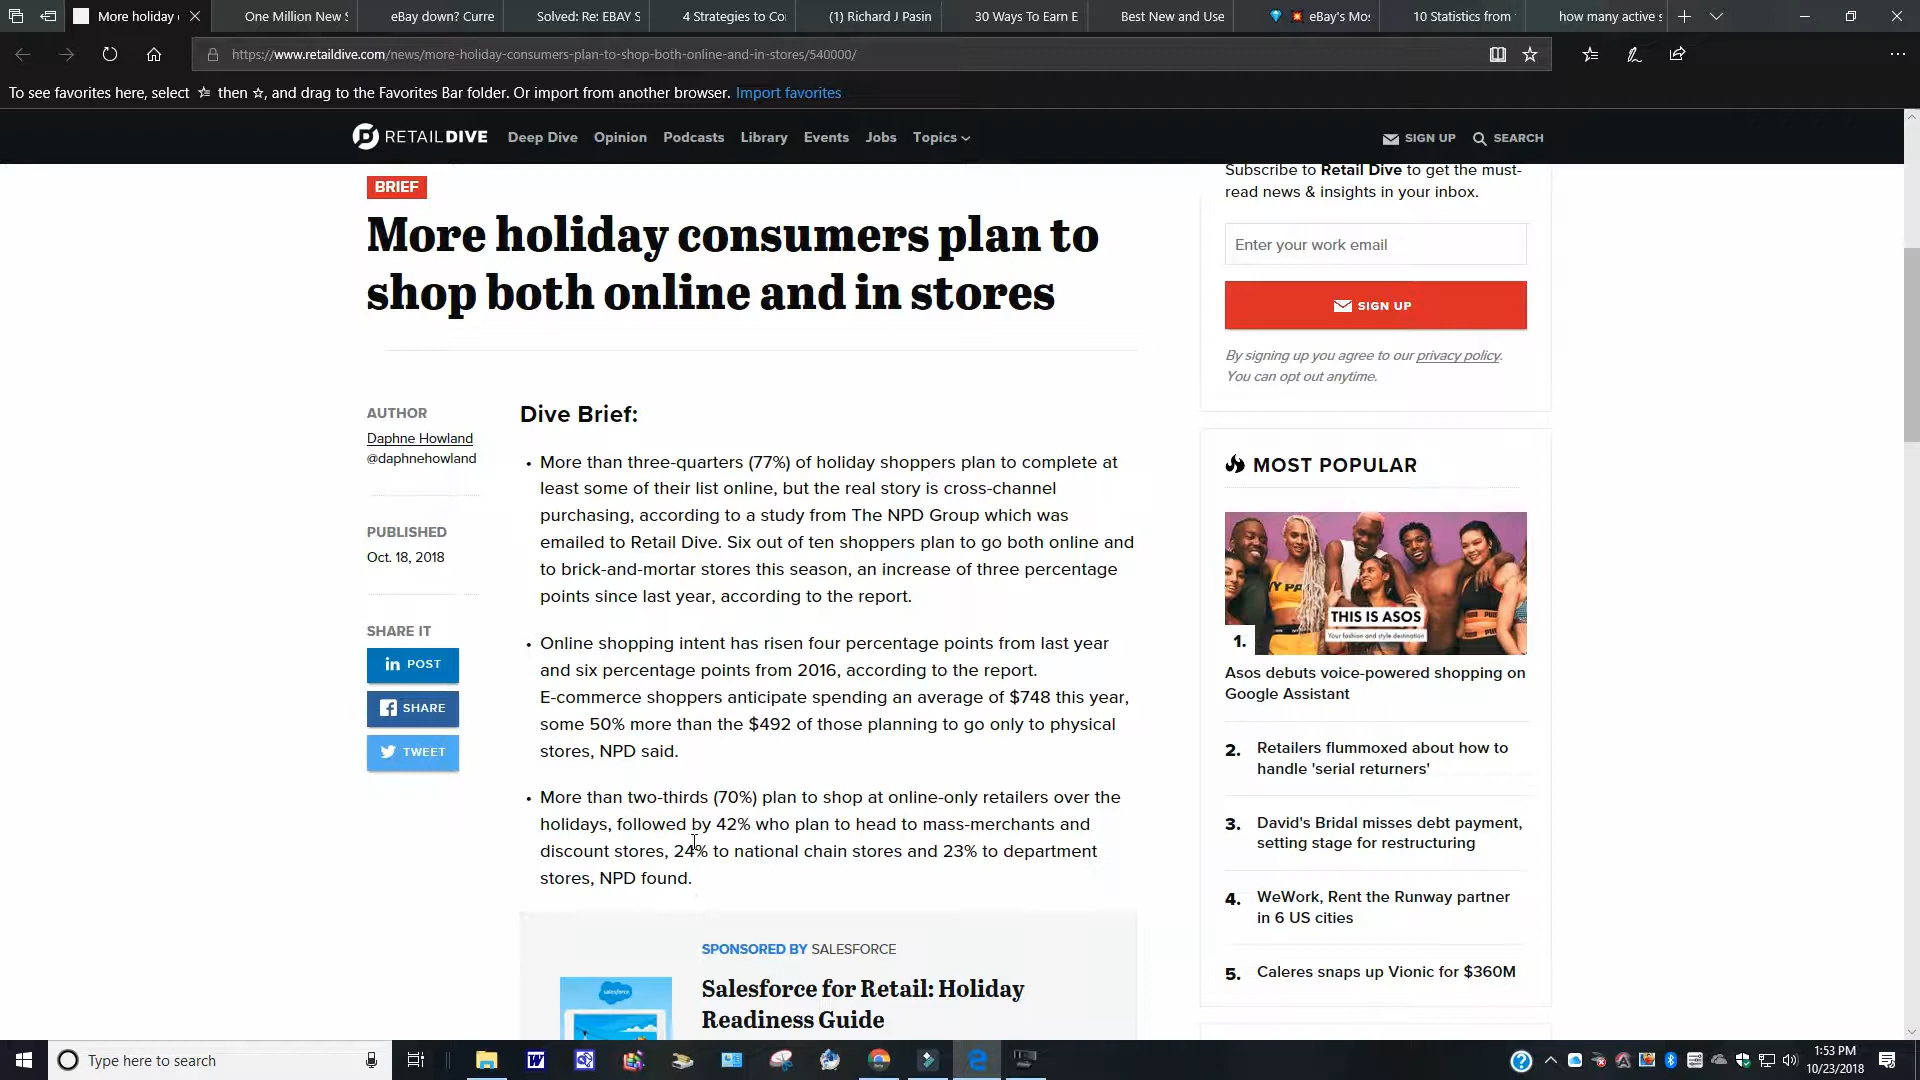 More holiday
One Million New S
eBay down? Curre
Solved: Re: EBAY S
4 Strategies to Co
(1) Richard J Pasin
30 Ways To Earn E
Best New and Use
eBay's Mos
10 Statistics from
how many active s
https://www.retaildive.com/news/more-holiday-consumers-plan-to-shop-both-online-and-in-stores/540000/
To see favorites here, select then , and drag to the Favorites Bar folder. Or import from another browser. Import favorites
RETAILDIVE Deep Dive Opinion Podcasts Library Events Jobs Topics SIGN UP SEARCH
BRIEF
More holiday consumers plan to
shop both online and in stores
AUTHOR
Daphne Howland
@daphnehowland
PUBLISHED
Oct. 18, 2018
SHARE IT
in POST
SHARE
TWEET
Dive Brief:
• More than three-quarters (77%) of holiday shoppers plan to complete at
least some of their list online, but the real story is cross-channel
purchasing, according to a study from The NPD Group which was
emailed to Retail Dive. Six out of ten shoppers plan to go both online and
to brick-and-mortar stores this season, an increase of three percentage
points since last year, according to the report.
• Online shopping intent has risen four percentage points from last year
and six percentage points from 2016, according to the report.
E-commerce shoppers anticipate spending an average of $748 this year,
some 50% more than the $492 of those planning to go only to physical
stores, NPD said.
• More than two-thirds (70%) plan to shop at online-only retailers over the
holidays, followed by 42% who plan to head to mass-merchants and
discount stores, 24% to national chain stores and 23% to department
stores, NPD found.
SPONSORED BY SALESFORCE
salesforce
Salesforce for Retail: Holiday
Readiness Guide
Subscribe to Retail Dive to get the must-
read news & insights in your inbox.
Enter your work email
SIGN UP
By signing up you agree to our privacy policy.
You can opt out anytime.
MOST POPULAR
THIS IS ASOS
Your fashion and style destination
1.
Asos debuts voice-powered shopping on
Google Assistant
2. Retailers flummoxed about how to
handle 'serial returners'
3. David's Bridal misses debt payment,
setting stage for restructuring
4. WeWork, Rent the Runway partner
in 6 US cities
5. Caleres snaps up Vionic for $360M
Type here to search
1:53 PM
10/23/2018